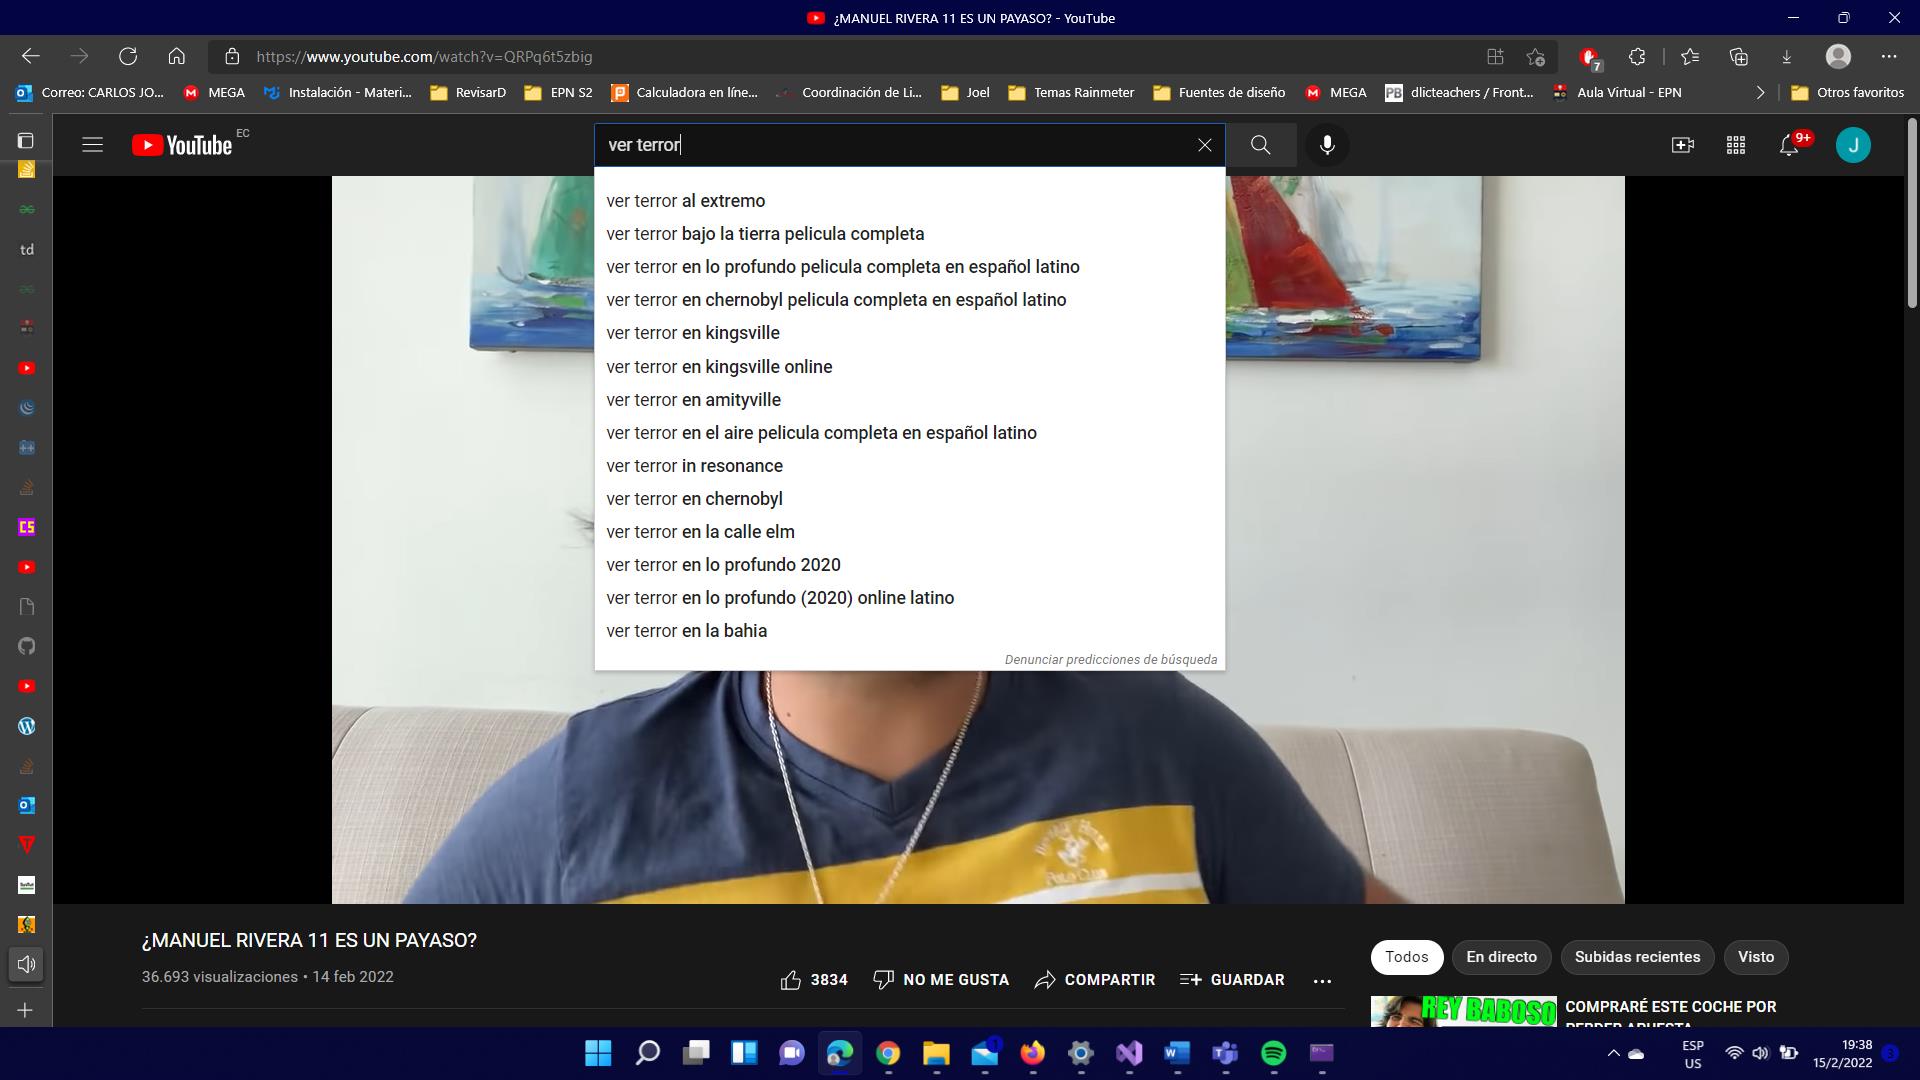 ¿MANUEL RIVERA 11 ES UN PAYASO? - YouTube
https://www.youtube.com/watch?v=QRPq6t5zbig
7
Correo: CARLOS JO...
MEGA
Instalación - Materi...
RevisarD
EPN S2
Calculadora en líne...
Coordinación de Li...
Joel
Temas Rainmeter
Fuentes de diseño
MEGA
PB dlicteachers / Front...
Aula Virtual - EPN
Otros favoritos
YouTube EC
ver terror
9+
J
ver terror al extremo
ver terror bajo la tierra pelicula completa
ver terror en lo profundo pelicula completa en español latino
ver terror en chernobyl pelicula completa en español latino
ver terror en kingsville
ver terror en kingsville online
ver terror en amityville
ver terror en el aire pelicula completa en español latino
ver terror in resonance
ver terror en chernobyl
ver terror en la calle elm
ver terror en lo profundo 2020
ver terror en lo profundo (2020) online latino
ver terror en la bahia
Denunciar predicciones de búsqueda
td
CS
POLO CLUB
¿MANUEL RIVERA 11 ES UN PAYASO?
36.693 visualizaciones • 14 feb 2022
3834
NO ME GUSTA
COMPARTIR
GUARDAR
Todos
En directo
Subidas recientes
Visto
REY BABOSO
COMPRARÉ ESTE COCHE POR
PERDER APUESTA
1
ESP
US
19:38
15/2/2022
3